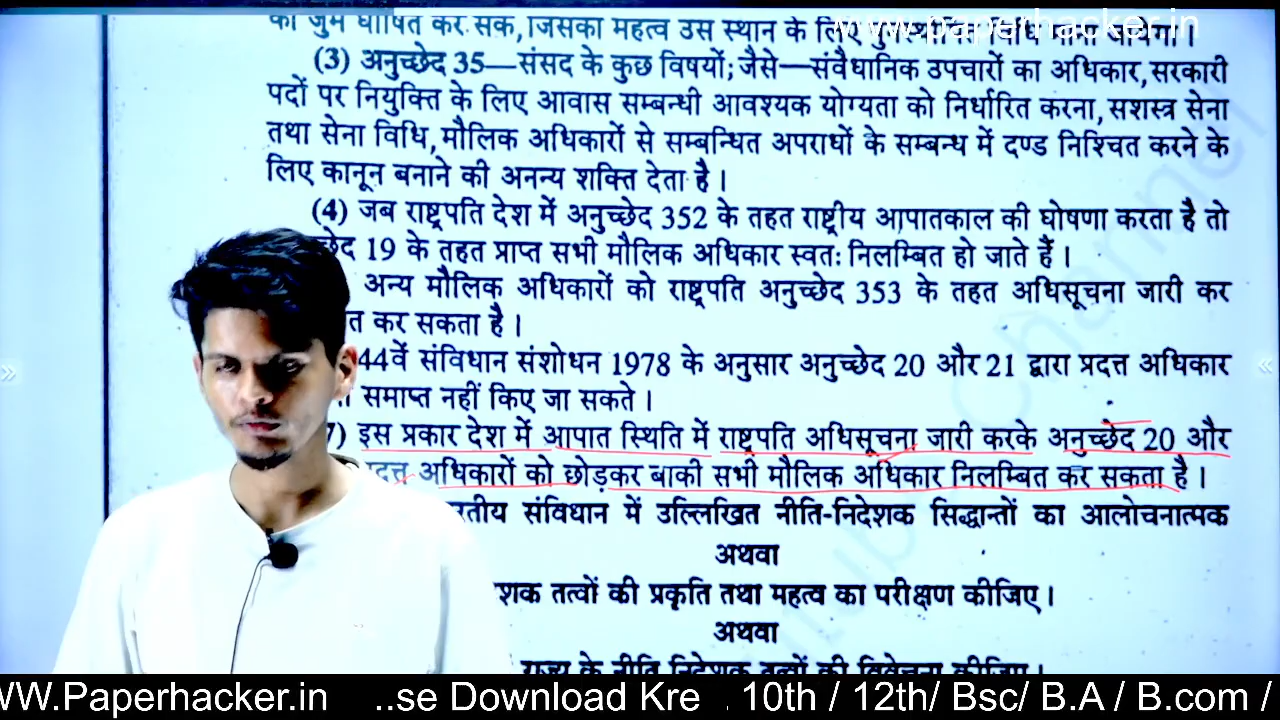 को जुर्म घोषित कर सके, जिसका महत्व उस स्थान के लिए
www.paperhacker.in
(3) अनुच्छेद 35—संसद के कुछ विषयों; जैसे—संवैधानिक उपचारों का अधिकार, सरकारी
पदों पर नियुक्ति के लिए आवास सम्बन्धी आवश्यक योग्यता को निर्धारित करना, सशस्त्र सेना
तथा सेना विधि, मौलिक अधिकारों से सम्बन्धित अपराधों के सम्बन्ध में दण्ड निश्चित करने के
लिए कानून बनाने की अनन्य शक्ति देता है।
(4) जब राष्ट्रपति देश में अनुच्छेद 352 के तहत राष्ट्रीय आपातकाल की घोषणा करता है तो
च्छेद 19 के तहत प्राप्त सभी मौलिक अधिकार स्वतः निलम्बित हो जाते हैं।
अन्य मौलिक अधिकारों को राष्ट्रपति अनुच्छेद 353 के तहत अधिसूचना जारी कर
त कर सकता है।
44वें संविधान संशोधन 1978 के अनुसार अनुच्छेद 20 और 21 द्वारा प्रदत्त अधिकार
समाप्त नहीं किए जा सकते।
7) इस प्रकार देश में आपात स्थिति में राष्ट्रपति अधिसूचना जारी करके अनुच्छेद 20 और
प्रदत्त अधिकारों को छोड़कर बाकी सभी मौलिक अधिकार निलम्बित कर सकता है।
रतीय संविधान में उल्लिखित नीति-निदेशक सिद्धान्तों का आलोचनात्मक
अथवा
शक तत्वों की प्रकृति तथा महत्व का परीक्षण कीजिए।
अथवा
राज्य के नीति निदेशक तत्वों की विवेचना कीजिए।
WW.Paperhacker.in ..se Download Kre . 10th / 12th/ Bsc/ B.A / B.com /